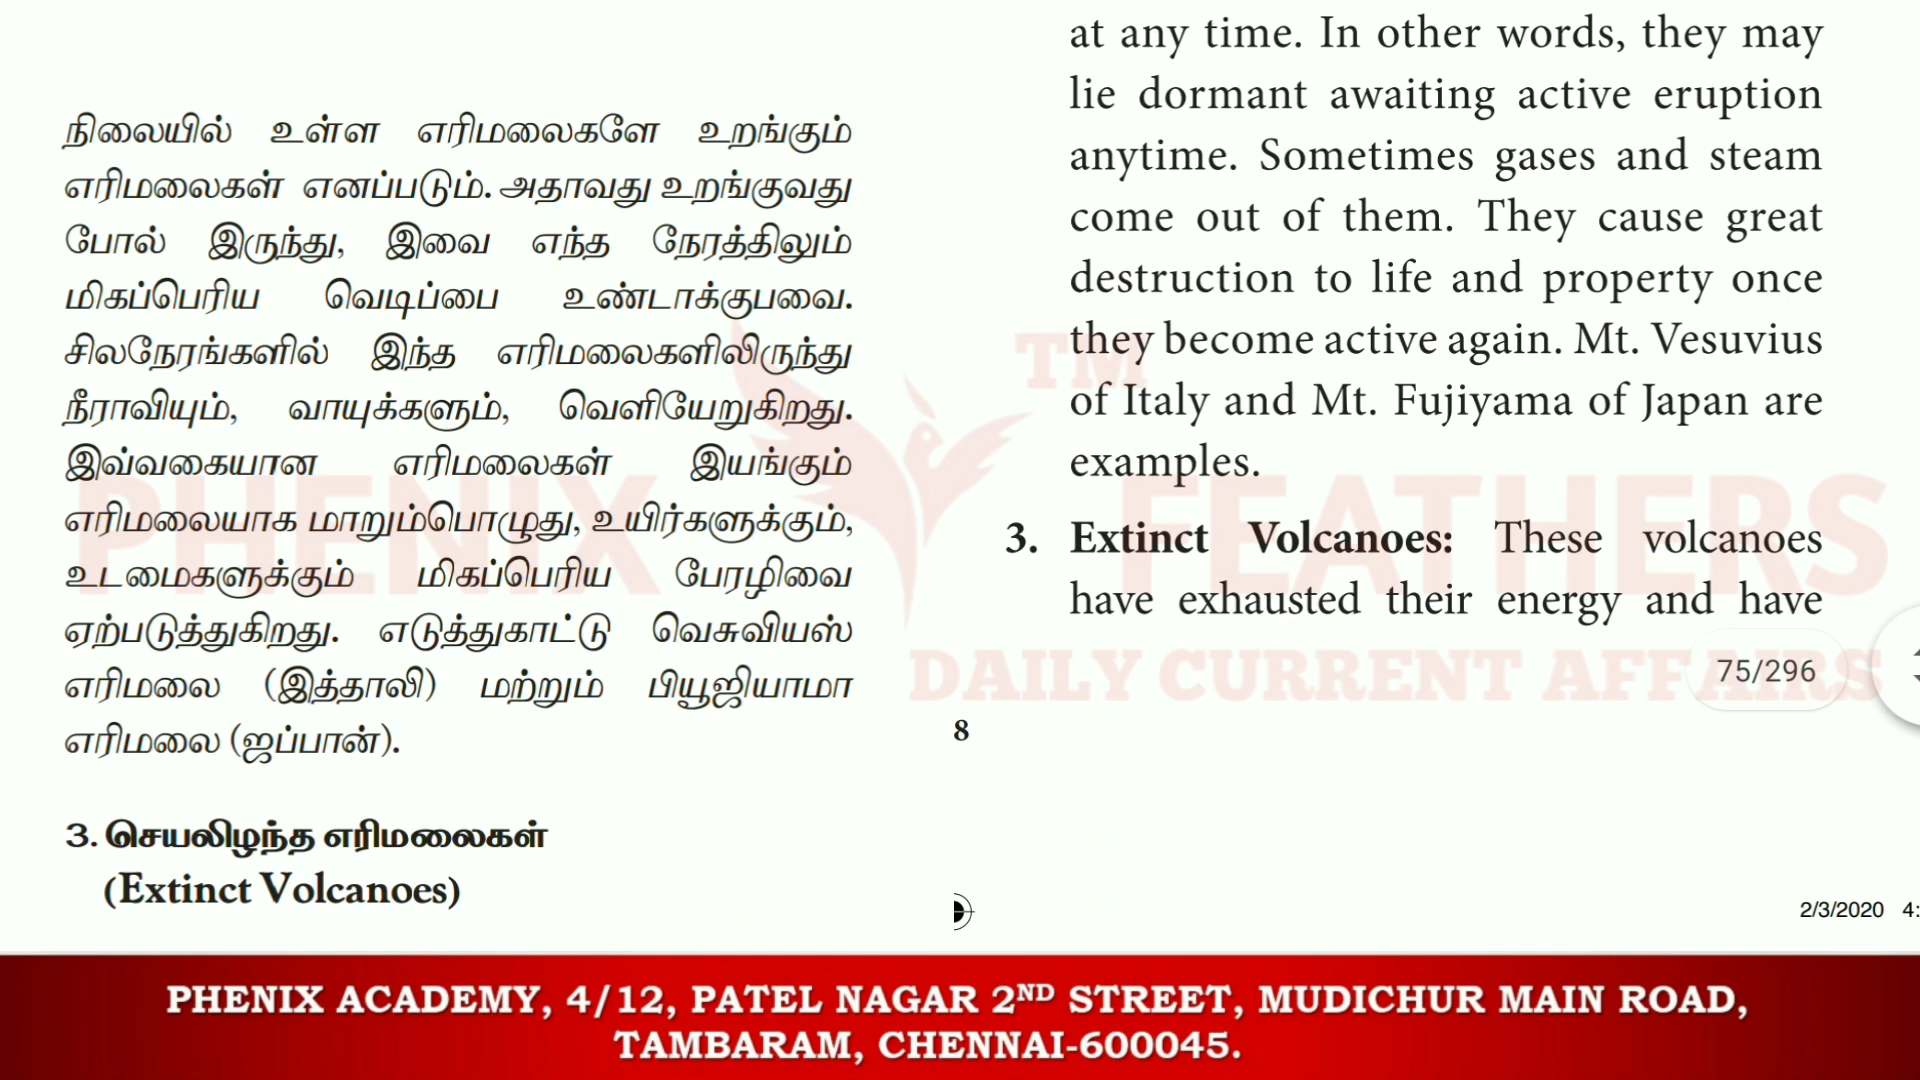 நிலையில் உள்ள எரிமலைகளே உறங்கும்
எரிமலைகள் எனப்படும். அதாவது உறங்குவது
போல் இருந்து, இவை எந்த நேரத்திலும்
மிகப்பெரிய வெடிப்பை உண்டாக்குபவை.
சிலநேரங்களில் இந்த எரிமலைகளிலிருந்து
நீராவியும், வாயுக்களும், வெளியேறுகிறது.
இவ்வகையான எரிமலைகள் இயங்கும்
எரிமலையாக மாறும்பொழுது, உயிர்களுக்கும்,
உடமைகளுக்கும் மிகப்பெரிய பேரழிவை
ஏற்படுத்துகிறது. எடுத்துகாட்டு வெசுவியஸ்
எரிமலை (இத்தாலி) மற்றும் பியூஜியாமா
எரிமலை (ஜப்பான்).
3. செயலிழந்த எரிமலைகள்
(Extinct Volcanoes)
at any time. In other words, they may
lie dormant awaiting active eruption
anytime. Sometimes gases and steam
come out of them. They cause great
destruction to life and property once
they become active again. Mt. Vesuvius
of Italy and Mt. Fujiyama of Japan are
examples.
3. Extinct Volcanoes: These volcanoes
have exhausted their energy and have
75/296
8
2/3/2020 4:
TM
PHENIX FEATHERS
DAILY CURRENT AFFAIRS
PHENIX ACADEMY, 4/12, PATEL NAGAR 2ND STREET, MUDICHUR MAIN ROAD,
TAMBARAM, CHENNAI-600045.